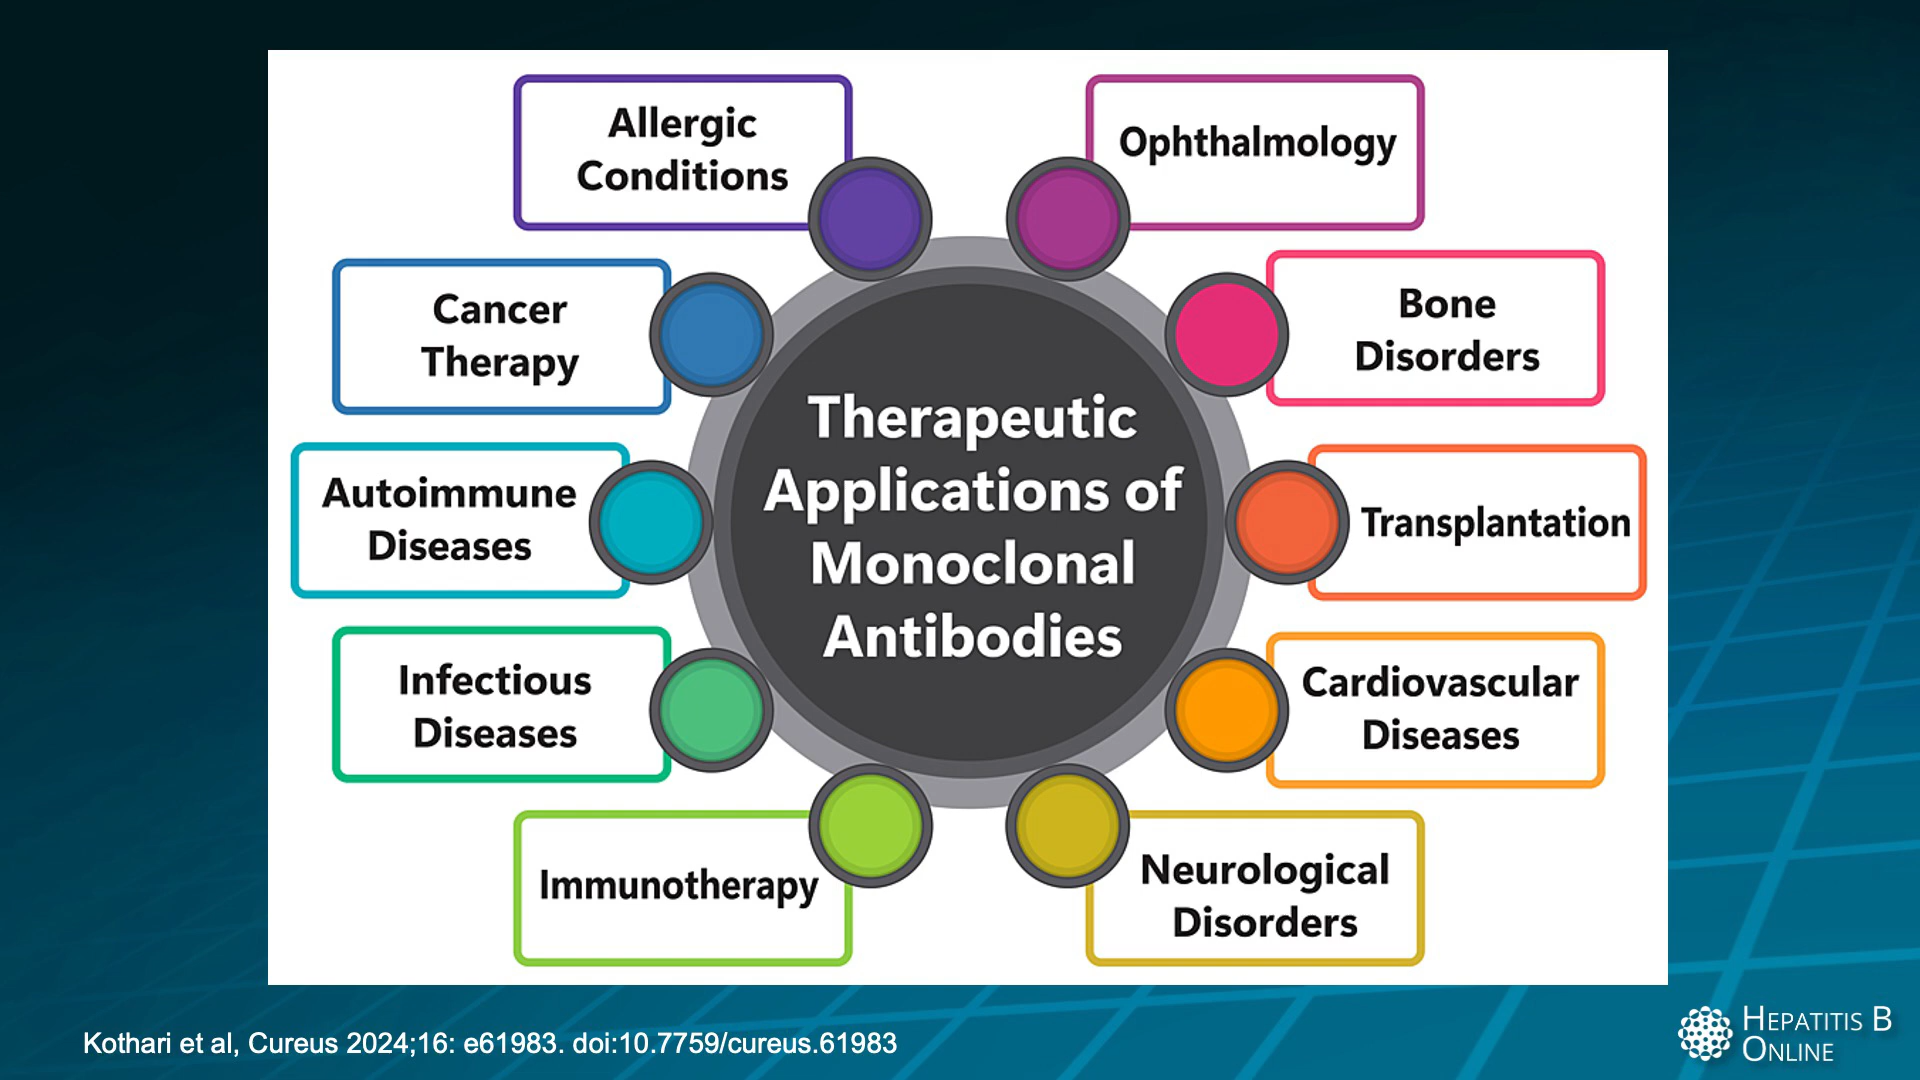 Allergic
Conditions
Ophthalmology
Cancer
Therapy
Bone
Disorders
Therapeutic
Applications of
Monoclonal
Antibodies
Autoimmune
Diseases
Transplantation
Infectious
Diseases
Cardiovascular
Diseases
Immunotherapy
Neurological
Disorders
Kothari et al, Cureus 2024;16: e61983. doi:10.7759/cureus.61983
HEPATITIS B
ONLINE